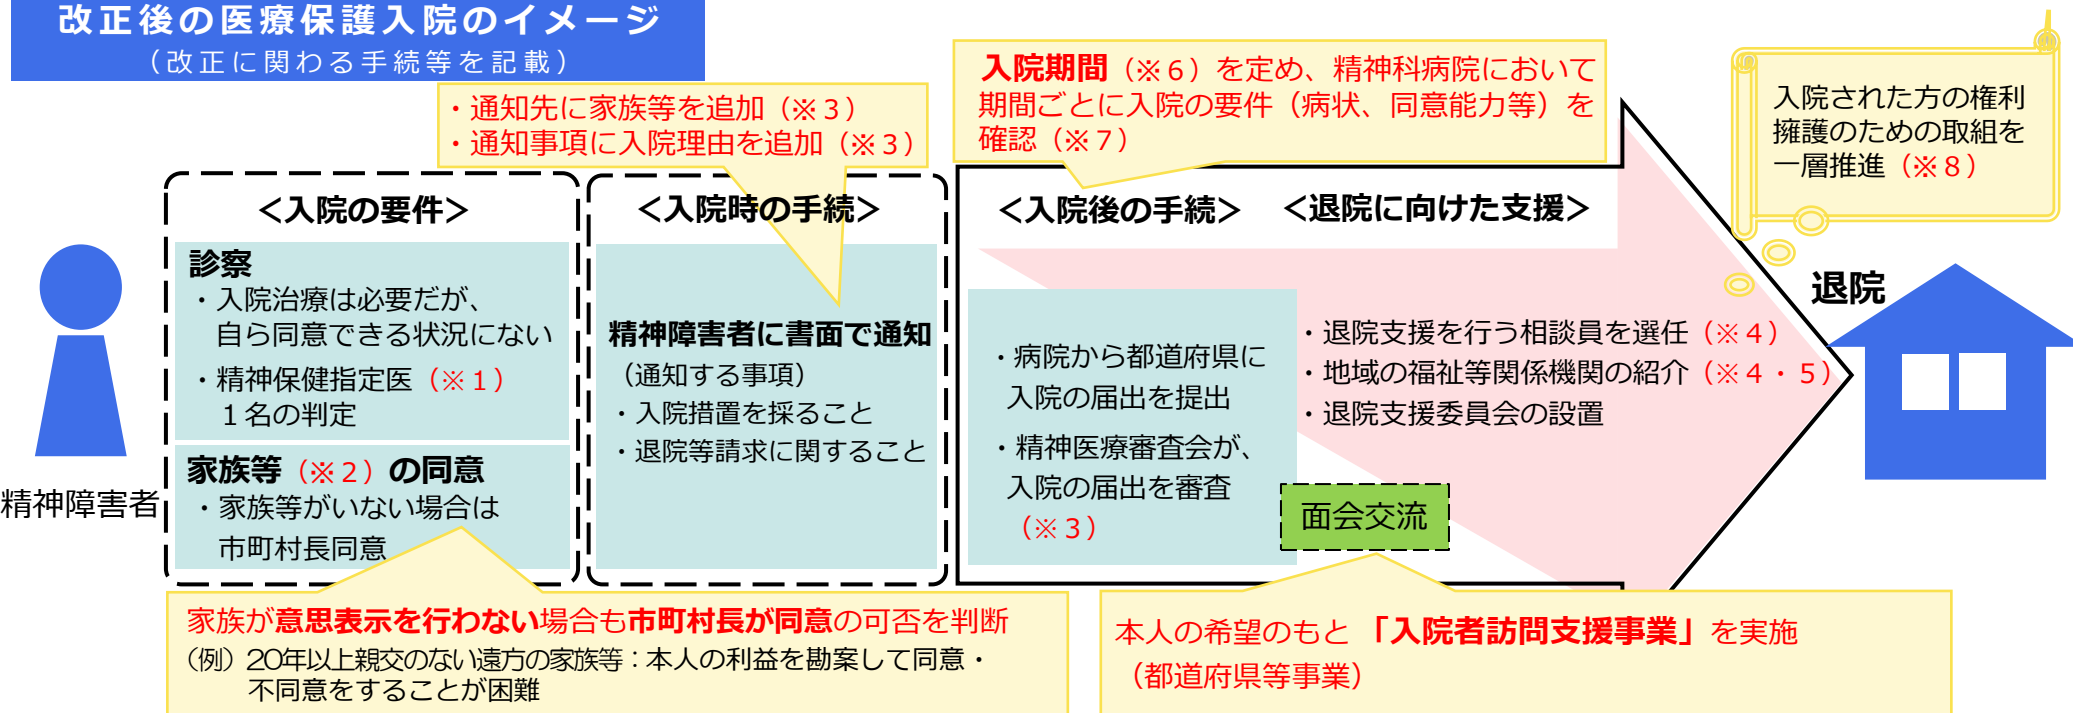 改正後の医療保護入院のイメージ
（改正に関わる手続等を記載）
・通知先に家族等を追加（※３）
・通知事項に入院理由を追加（※３）
入院期間（※６）を定め、精神科病院において
期間ごとに入院の要件（病状、同意能力等）を
確認（※７）
入院された方の権利
擁護のための取組を
一層推進（※８）
精神障害者
＜入院の要件＞
診察
・入院治療は必要だが、
自ら同意できる状況にない
・精神保健指定医（※１）
１名の判定
家族等（※２）の同意
・家族等がいない場合は
市町村長同意
＜入院時の手続＞
精神障害者に書面で通知
（通知する事項）
・入院措置を採ること
・退院等請求に関すること
＜入院後の手続＞
・病院から都道府県に
入院の届出を提出
・精神医療審査会が、
入院の届出を審査
（※３）
＜退院に向けた支援＞
・退院支援を行う相談員を選任（※４）
・地域の福祉等関係機関の紹介（※４・５）
・退院支援委員会の設置
面会交流
退院
家族が意思表示を行わない場合も市町村長が同意の可否を判断
（例）20年以上親交のない遠方の家族等：本人の利益を勘案して同意・
不同意をすることが困難
本人の希望のもと「入院者訪問支援事業」を実施
（都道府県等事業）